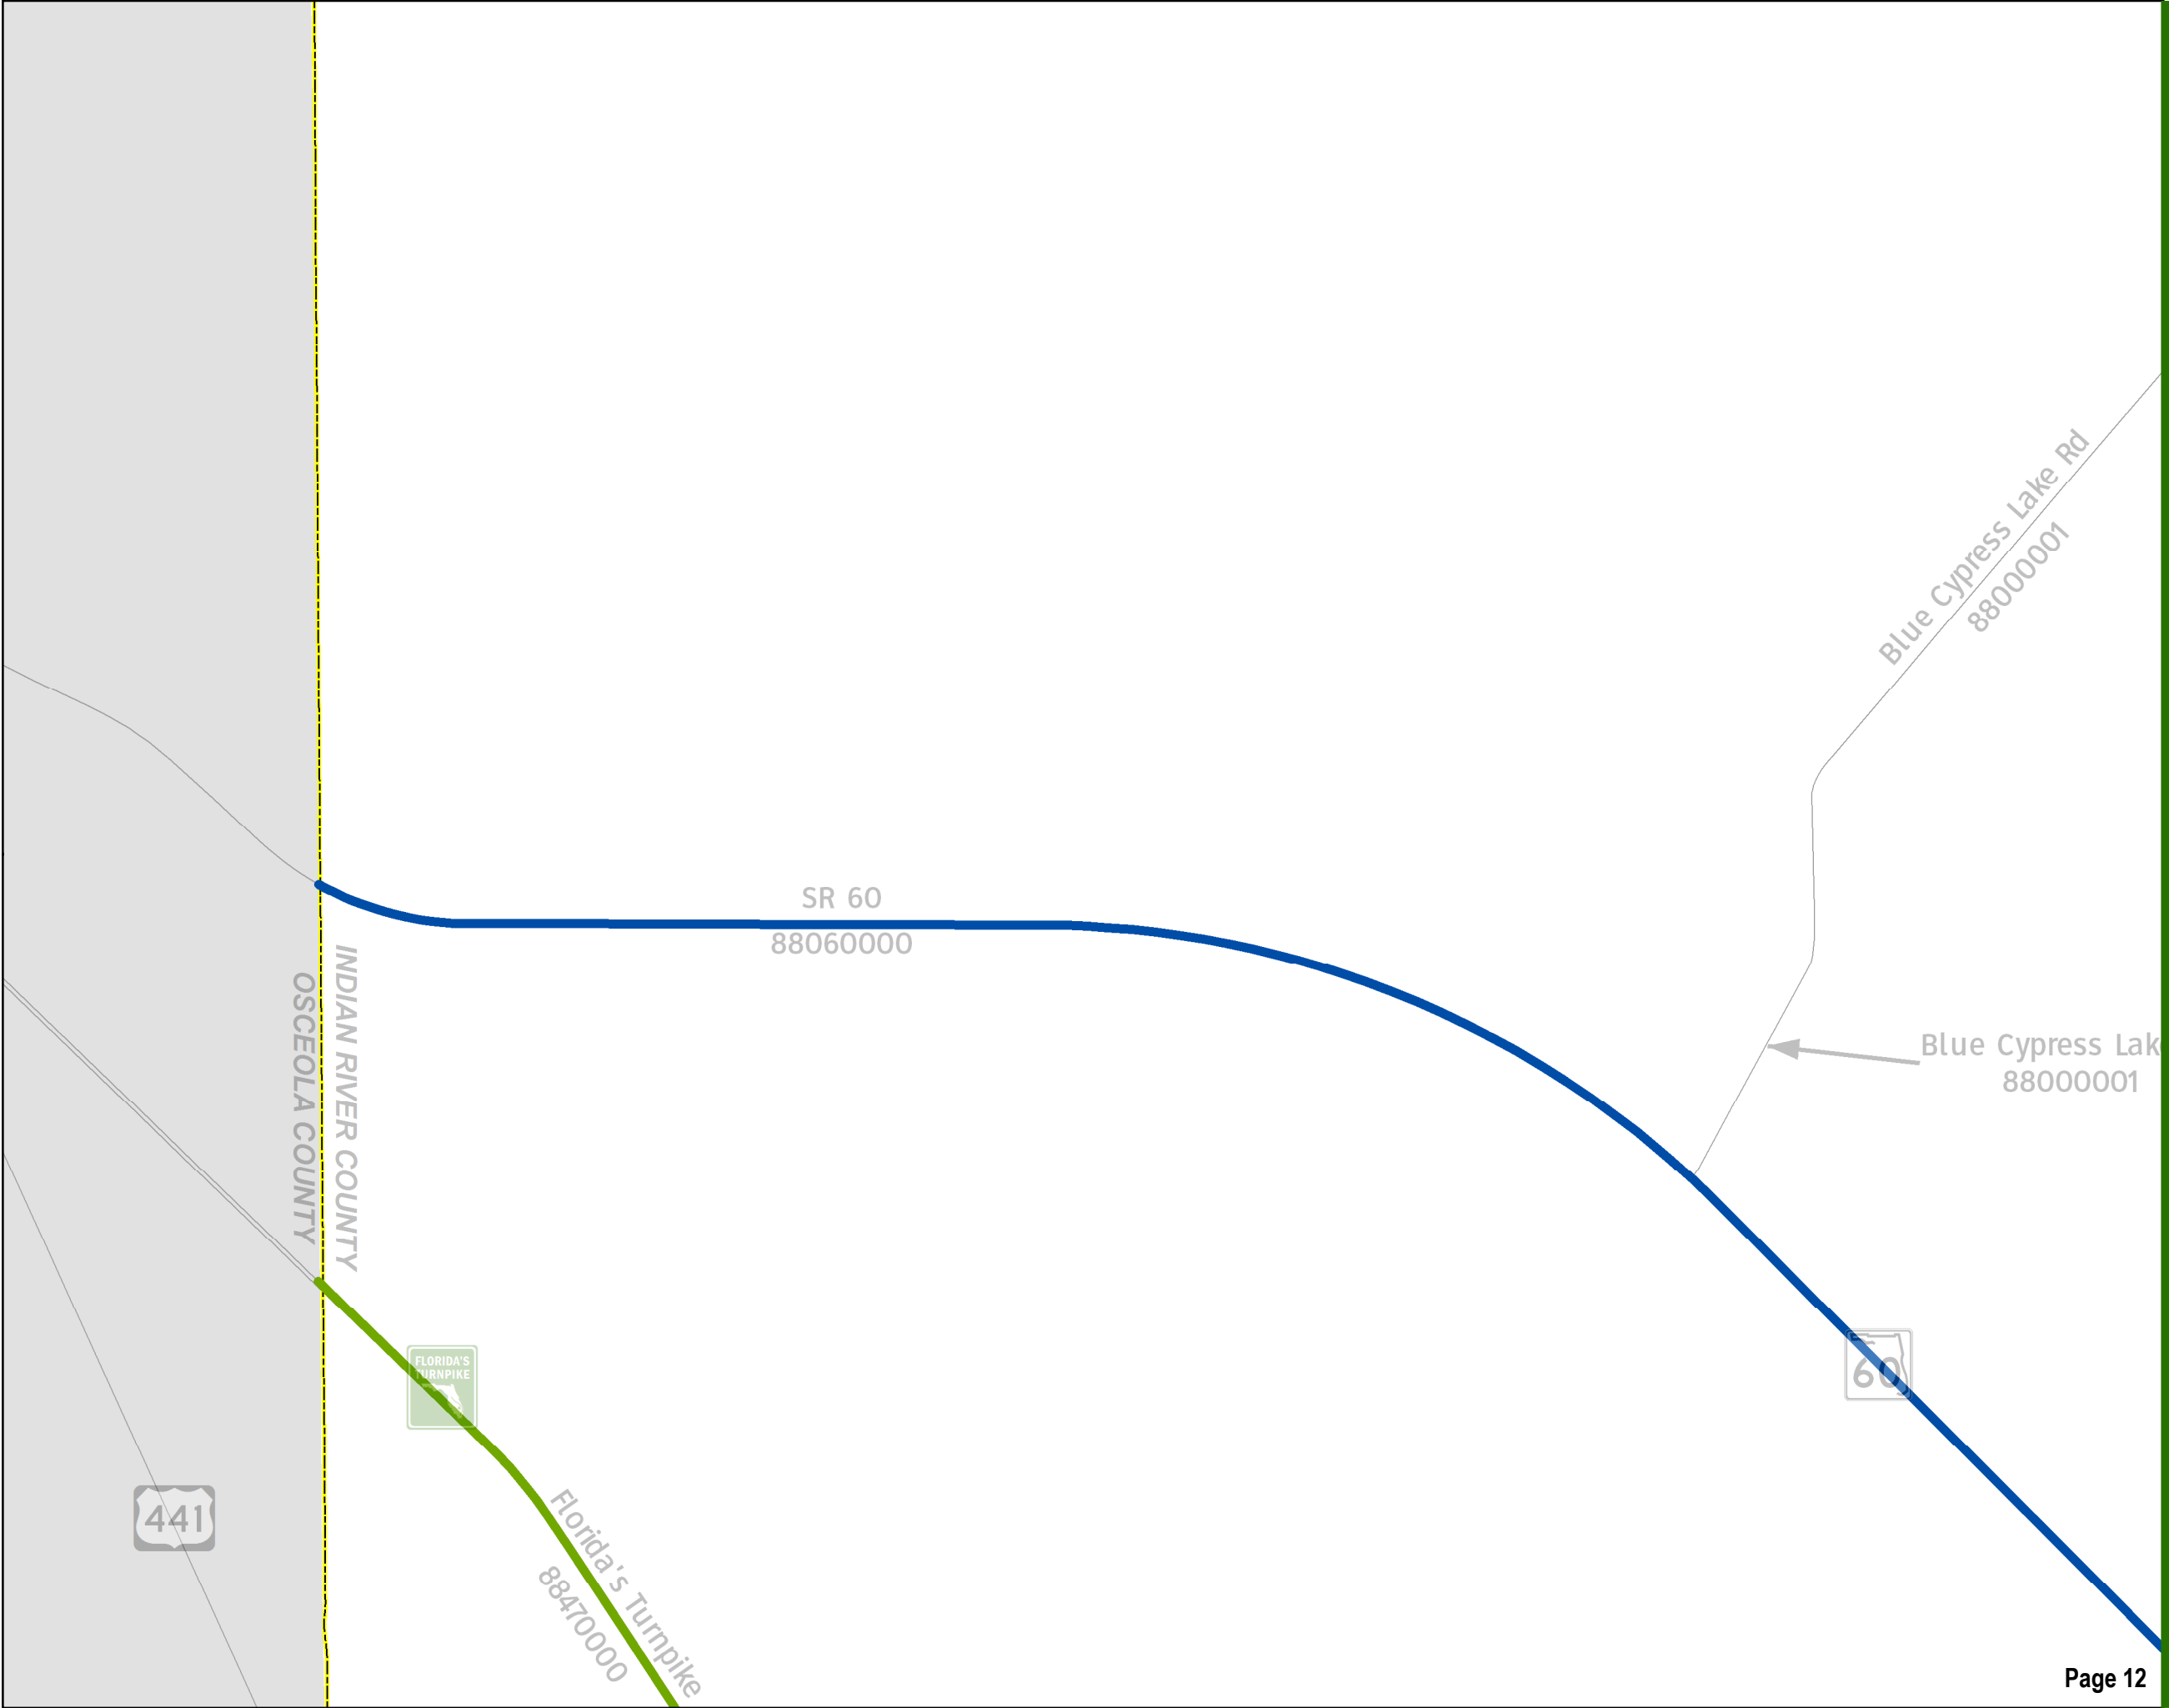 Blue Cypress Lake Rd
88000001
SR 60
88060000
INDIAN RIVER COUNTY
OSCEOLA COUNTY
Blue Cypress Lak
88000001
FLORIDA'S
TURNPIKE
60
441
Florida's Turnpike
88470000
Page 12